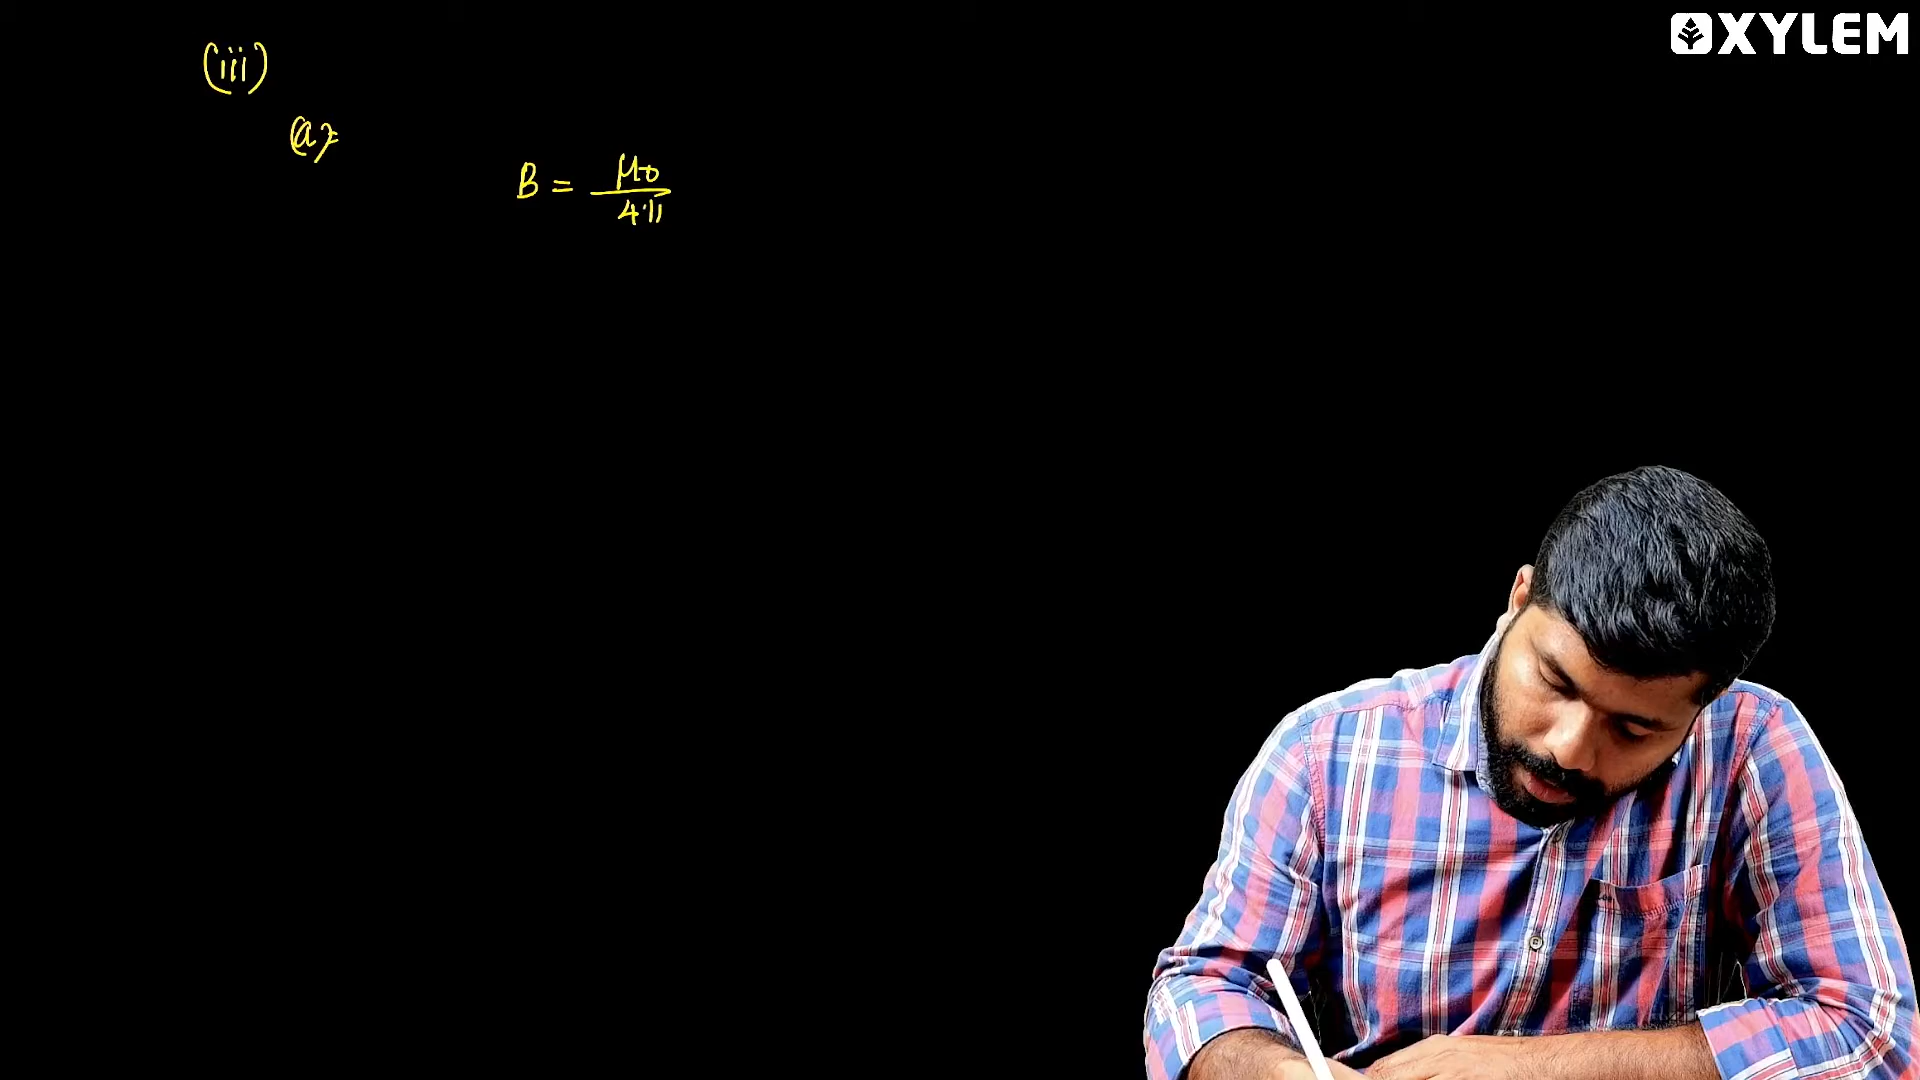 XYLEM
(iii)
(a)
B = μ₀/4π